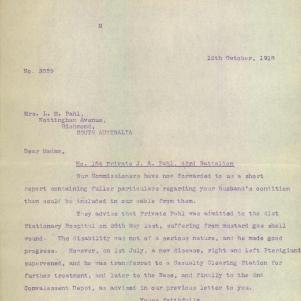 10th October, 1918
No. 3559
Mrs. L. M. Pahl,
Nottingham Avenue,
Richmond,
SOUTH AUSTRALIA
Dear Madam,
No. 184 Private J. A. Pahl, 43rd Battalion
Our Commissioners have now forwarded to us a short
report containing fuller particulars regarding your husband's condition
than could be included in our cable from them.
They advise that Private Pahl was admitted to the 41st
Stationary Hospital on 28th May last, suffering from mustard gas shell
wound. The disability was not of a serious nature, and he made good
progress. However, on 1st July, a new disease, right and left Pterigium
supervened, and he was transferred to a Casualty Clearing Station for
further treatment, and later to the Base, and finally to the 2nd
Convalescent Depot, as advised in our previous letter to you.
Yours faithfully,